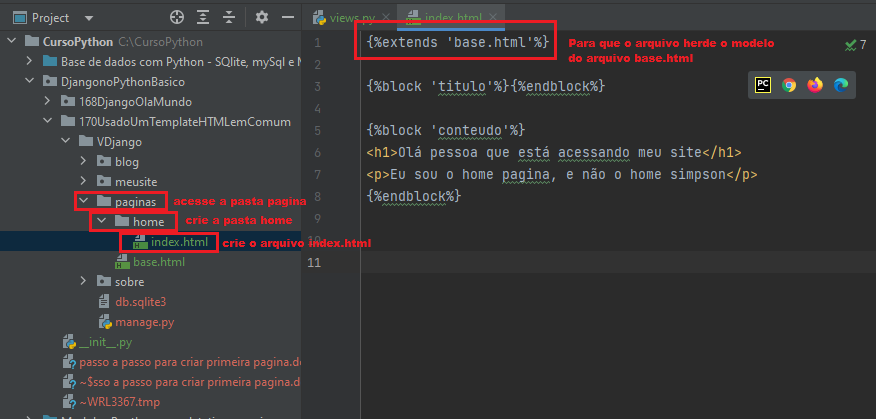 Project
views.py
index.html
CursoPython C:\CursoPython
Base de dados com Python - SQlite, mySql e M
DjangonoPythonBasico
168DjangoOlaMundo
170UsadoUmTemplateHTMLemComum
VDjango
blog
meusite
paginas
acesse a pasta pagina
home
crie a pasta home
index.html
crie o arquivo index.html
base.html
sobre
db.sqlite3
manage.py
__init__.py
passo a passo para criar primeira pagina.do
~$sso a passo para criar primeira pagina.do
~WRL3367.tmp
1 {%extends 'base.html'%}
Para que o arquivo herde o modelo
do arquivo base.html
7
2
3 {%block 'titulo'%}{%endblock%}
4
5 {%block 'conteudo'%}
6 <h1>Olá pessoa que está acessando meu site</h1>
7 <p>Eu sou o home pagina, e não o home simpson</p>
8 {%endblock%}
9
10
11